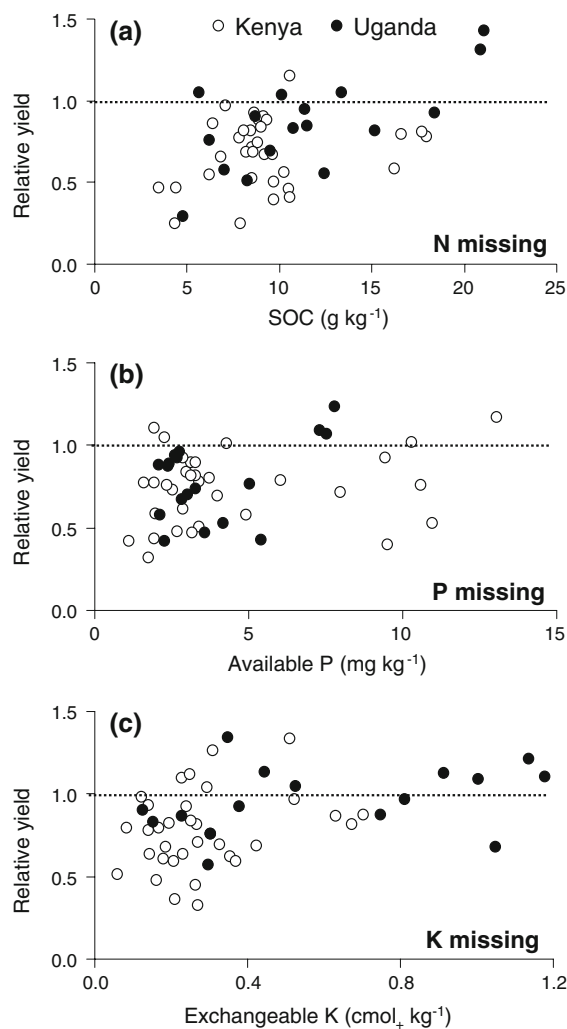 (a)
Kenya
Uganda
1.5
1.0
0.5
0.0
Relative yield
N missing
0
5
10
15
20
25
SOC (g kg⁻¹)
(b)
1.5
1.0
0.5
0.0
Relative yield
P missing
0
5
10
15
Available P (mg kg⁻¹)
(c)
1.5
1.0
0.5
0.0
Relative yield
K missing
0.0
0.4
0.8
1.2
Exchangeable K (cmol₊ kg⁻¹)